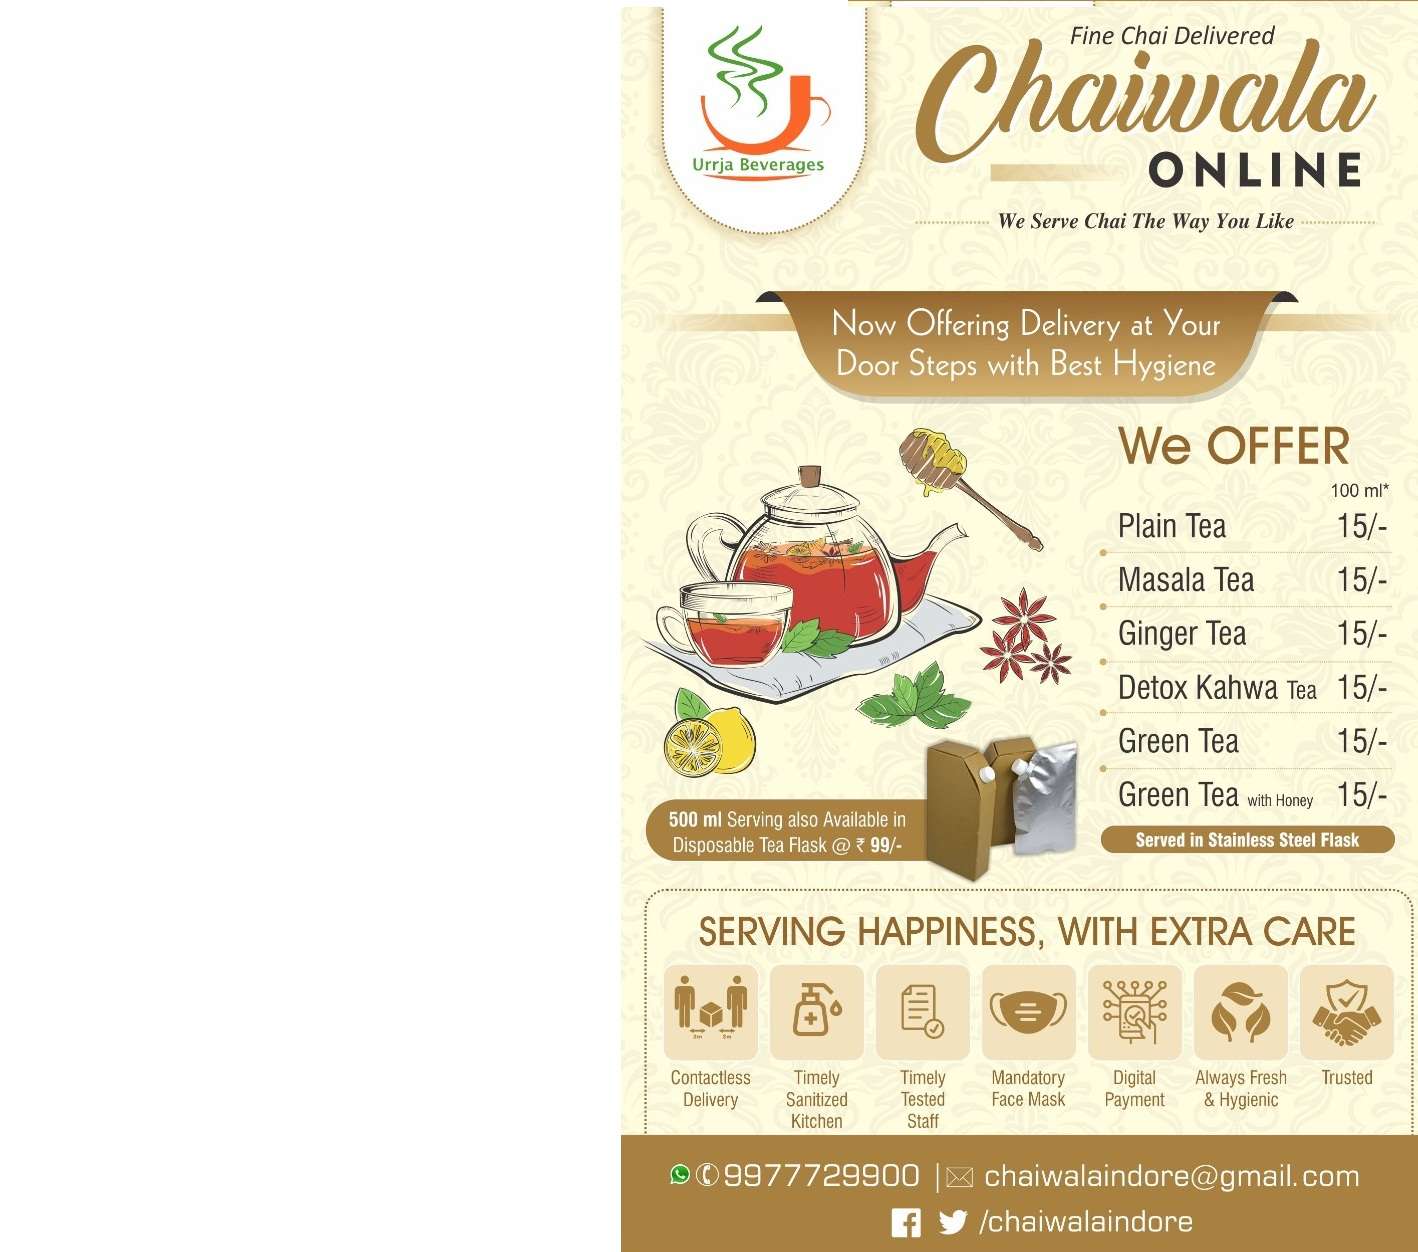 Urrja Beverages
Fine Chai Delivered
Chaiwala
ONLINE
We Serve Chai The Way You Like
Now Offering Delivery at Your
Door Steps with Best Hygiene
We OFFER
100 ml*
Plain Tea 15/-
Masala Tea 15/-
Ginger Tea 15/-
Detox Kahwa Tea 15/-
Green Tea 15/-
Green Tea with Honey 15/-
Served in Stainless Steel Flask
500 ml Serving also Available in
Disposable Tea Flask @ ₹ 99/-
SERVING HAPPINESS, WITH EXTRA CARE
Contactless
Delivery
Timely
Sanitized
Kitchen
Timely
Tested
Staff
Mandatory
Face Mask
Digital
Payment
Always Fresh
& Hygienic
Trusted
9977729900 | chaiwalaindore@gmail.com
/chaiwalaindore